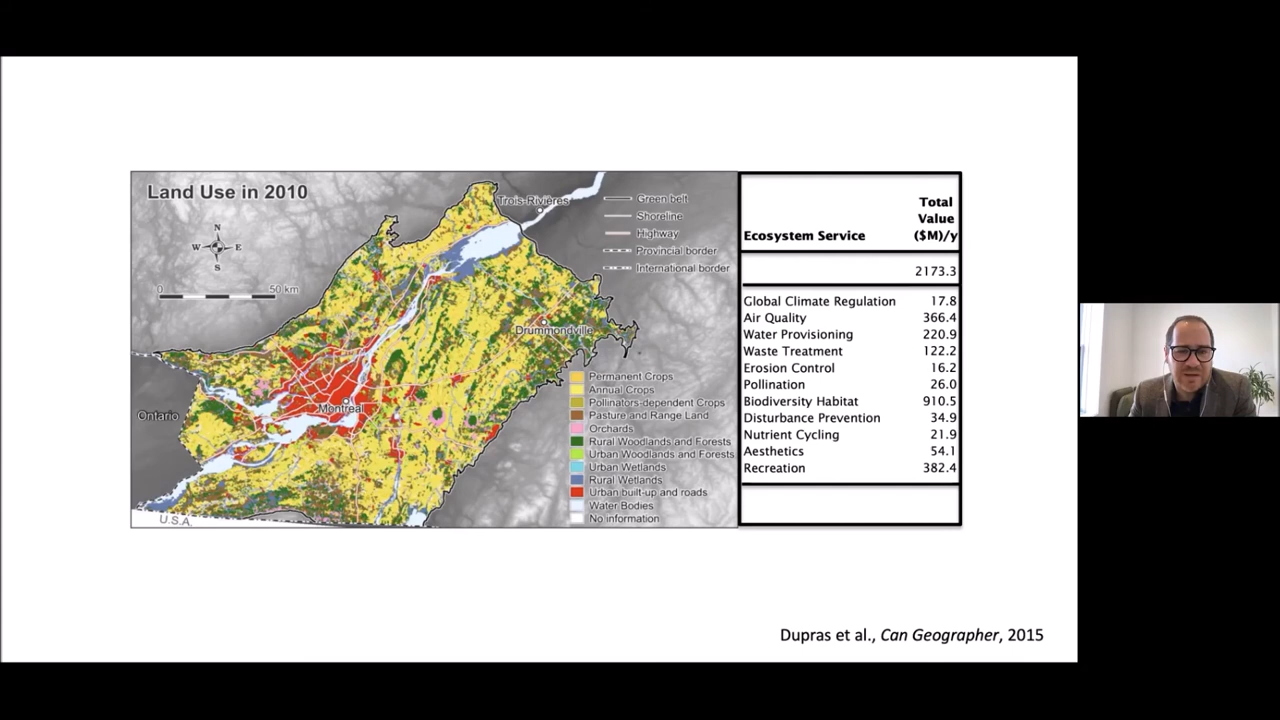 Land Use in 2010
N
W E
S
0 50 km
Trois-Rivières
Green belt
Shoreline
Highway
Provincial border
International border
Drummondville
Montreal
Ontario
U.S.A.
Permanent Crops
Annual Crops
Pollinators-dependent Crops
Pasture and Range Land
Orchards
Rural Woodlands and Forests
Urban Woodlands and Forests
Urban Wetlands
Rural Wetlands
Urban built-up and roads
Water Bodies
No information
Total
Value
Ecosystem Service ($M)/y
2173.3
Global Climate Regulation 17.8
Air Quality 366.4
Water Provisioning 220.9
Waste Treatment 122.2
Erosion Control 16.2
Pollination 26.0
Biodiversity Habitat 910.5
Disturbance Prevention 34.9
Nutrient Cycling 21.9
Aesthetics 54.1
Recreation 382.4
Dupras et al., Can Geographer, 2015